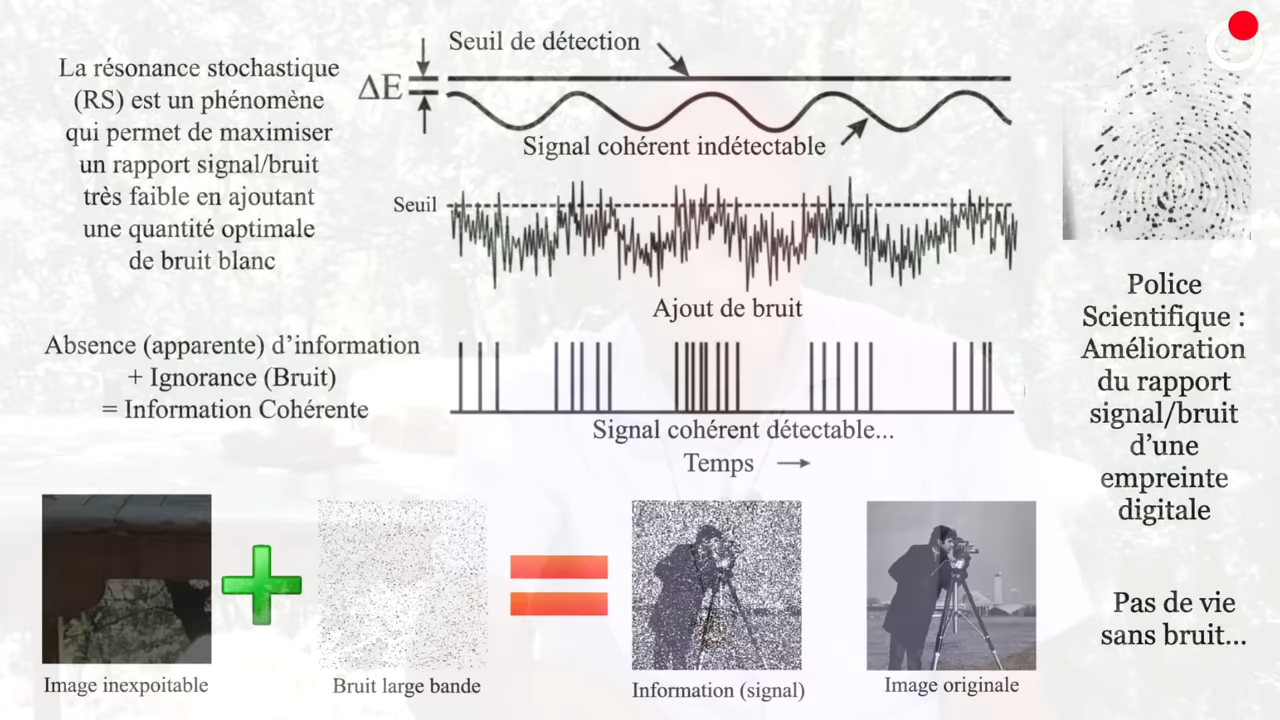 La résonance stochastique
(RS) est un phénomène
qui permet de maximiser
un rapport signal/bruit
très faible en ajoutant
une quantité optimale
de bruit blanc
Absence (apparente) d’information
+ Ignorance (Bruit)
= Information Cohérente
Seuil de détection
ΔE
Signal cohérent indétectable
Seuil
Ajout de bruit
Signal cohérent détectable...
Temps →
Police
Scientifique :
Amélioration
du rapport
signal/bruit
d’une
empreinte
digitale
Pas de vie
sans bruit...
Image inexpoitable
Bruit large bande
Information (signal)
Image originale